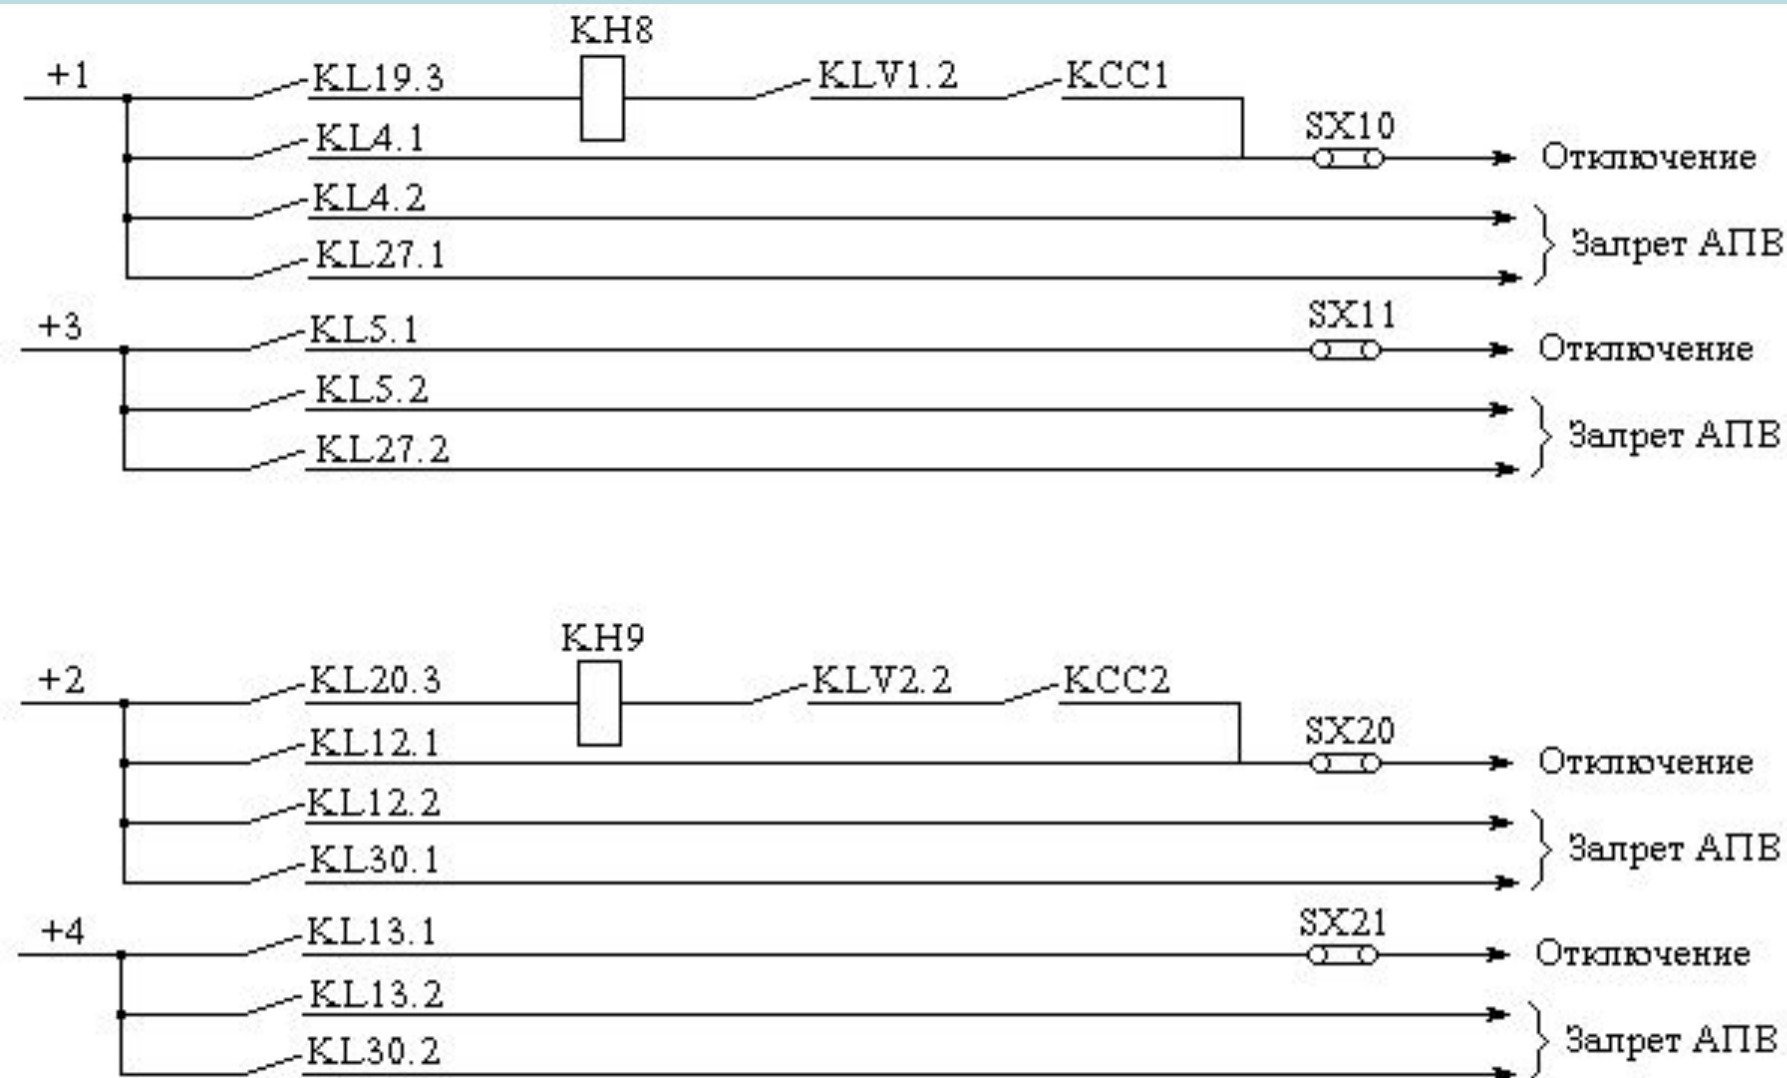 KH8
+1 KL19.3 KLV1.2 KCC1
KL4.1 SX10 Отключение
KL4.2
Запрет АПВ
KL27.1
+3 KL5.1 SX11 Отключение
KL5.2
Запрет АПВ
KL27.2
KH9
+2 KL20.3 KLV2.2 KCC2
KL12.1 SX20 Отключение
KL12.2
Запрет АПВ
KL30.1
+4 KL13.1 SX21 Отключение
KL13.2
Запрет АПВ
KL30.2